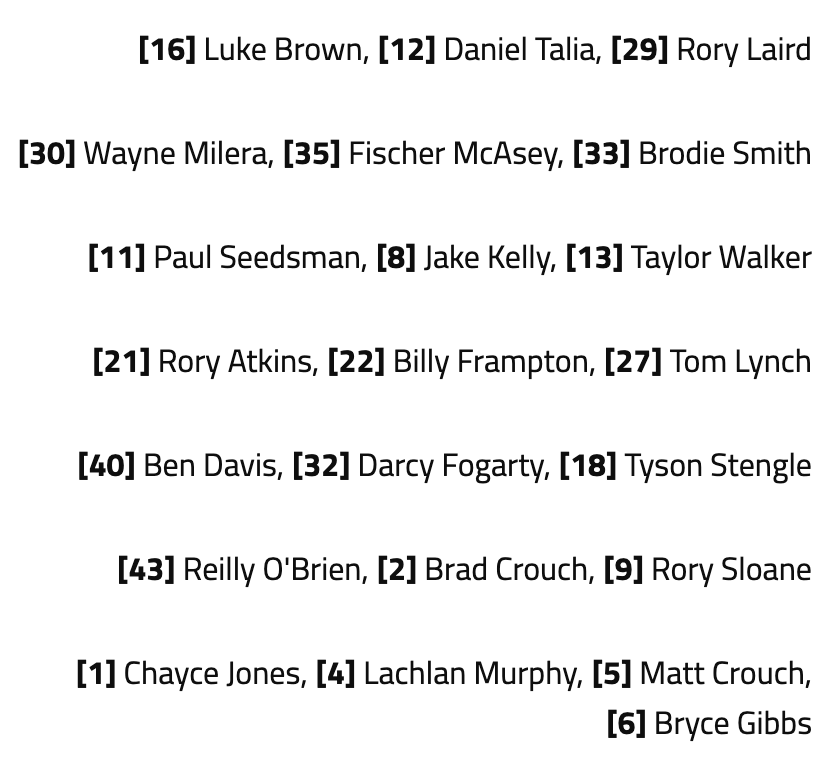 [16] Luke Brown, [12] Daniel Talia, [29] Rory Laird
[30] Wayne Milera, [35] Fischer McAsey, [33] Brodie Smith
[11] Paul Seedsman, [8] Jake Kelly, [13] Taylor Walker
[21] Rory Atkins, [22] Billy Frampton, [27] Tom Lynch
[40] Ben Davis, [32] Darcy Fogarty, [18] Tyson Stengle
[43] Reilly O'Brien, [2] Brad Crouch, [9] Rory Sloane
[1] Chayce Jones, [4] Lachlan Murphy, [5] Matt Crouch,
[6] Bryce Gibbs